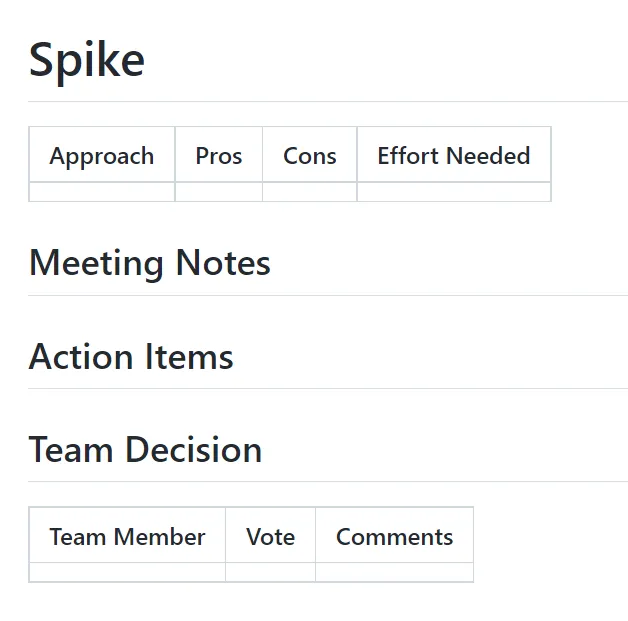 Spike
Approach Pros Cons Effort Needed
Meeting Notes
Action Items
Team Decision
Team Member Vote Comments